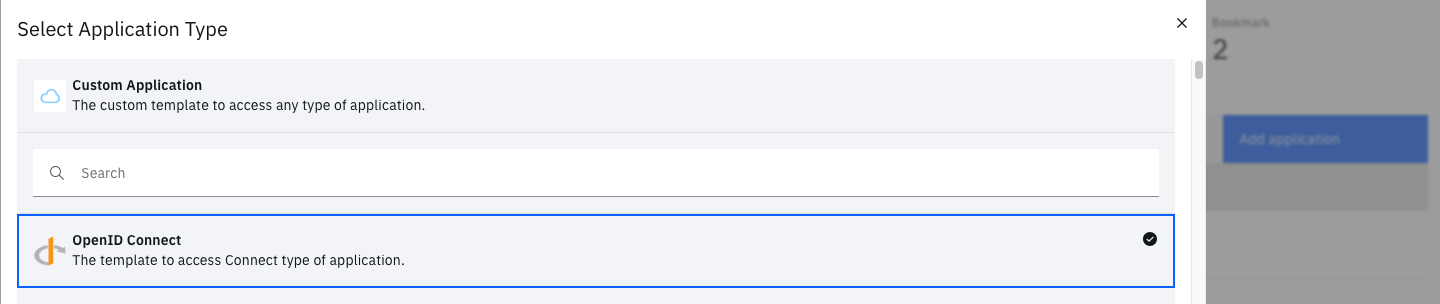 Select Application Type
Custom Application
The custom template to access any type of application.
Search
OpenID Connect
The template to access Connect type of application.
Bookmark
2
Add application